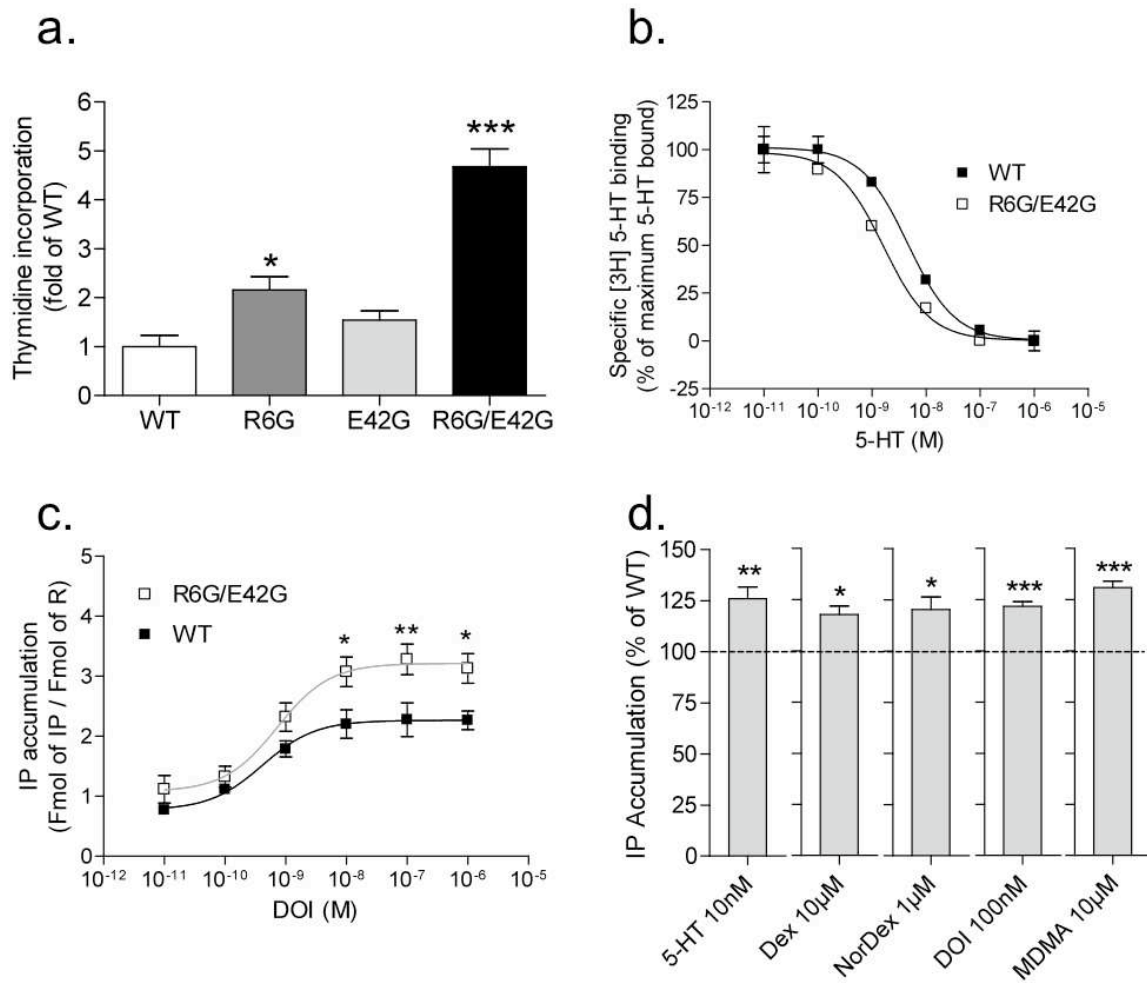 a.
Thymidine incorporation
(fold of WT)
6
5
4
3
2
1
0
*
***
WT R6G E42G R6G/E42G
b.
Specific [3H] 5-HT binding
(% of maximum 5-HT bound)
125
100
75
50
25
0
-25
WT
R6G/E42G
10-12 10-11 10-10 10-9 10-8 10-7 10-6 10-5
5-HT (M)
c.
IP accumulation
(Fmol of IP / Fmol of R)
5
4
3
2
1
0
R6G/E42G
WT
* ** *
10-12 10-11 10-10 10-9 10-8 10-7 10-6 10-5
DOI (M)
d.
IP Accumulation (% of WT)
150
125
100
75
50
25
0
** * * *** ***
5-HT 10nM
Dex 10µM
NorDex 1µM
DOI 100nM
MDMA 10µM